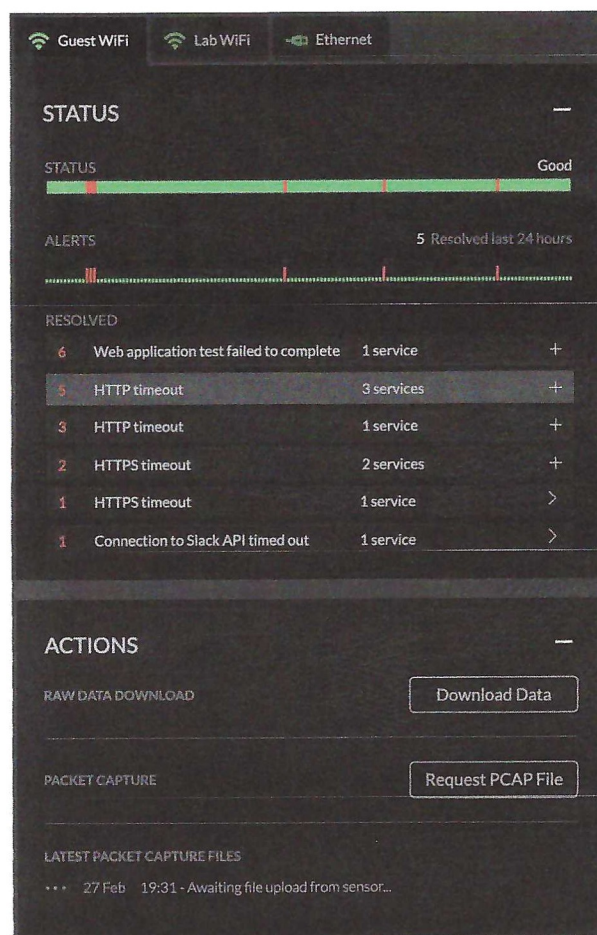 Guest WiFi Lab WiFi Ethernet
STATUS
STATUS Good
ALERTS 5 Resolved last 24 hours
RESOLVED
6 Web application test failed to complete 1 service +
5 HTTP timeout 3 services +
3 HTTP timeout 1 service +
2 HTTPS timeout 2 services +
1 HTTPS timeout 1 service >
1 Connection to Slack API timed out 1 service >
ACTIONS
RAW DATA DOWNLOAD Download Data
PACKET CAPTURE Request PCAP File
LATEST PACKET CAPTURE FILES
... 27 Feb 19:31 - Awaiting file upload from sensor...